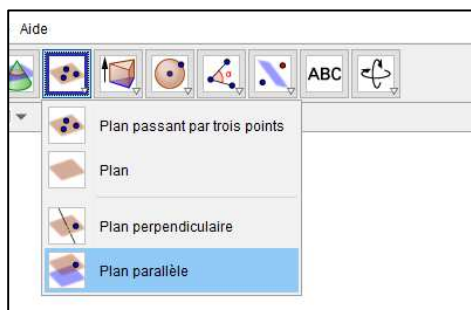 Aide
ABC
Plan passant par trois points
Plan
Plan perpendiculaire
Plan parallèle